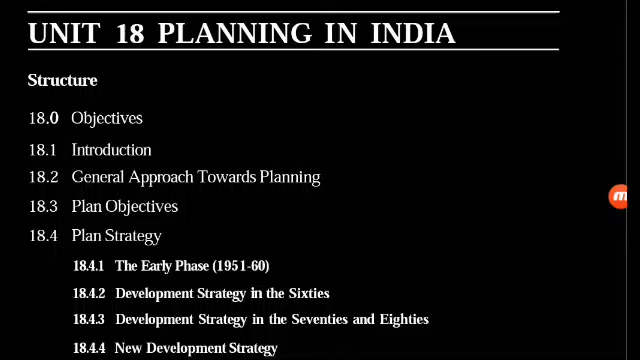 UNIT 18 PLANNING IN INDIA
Structure
18.0 Objectives
18.1 Introduction
18.2 General Approach Towards Planning
18.3 Plan Objectives
18.4 Plan Strategy
18.4.1 The Early Phase (1951-60)
18.4.2 Development Strategy in the Sixties
18.4.3 Development Strategy in the Seventies and Eighties
18.4.4 New Development Strategy